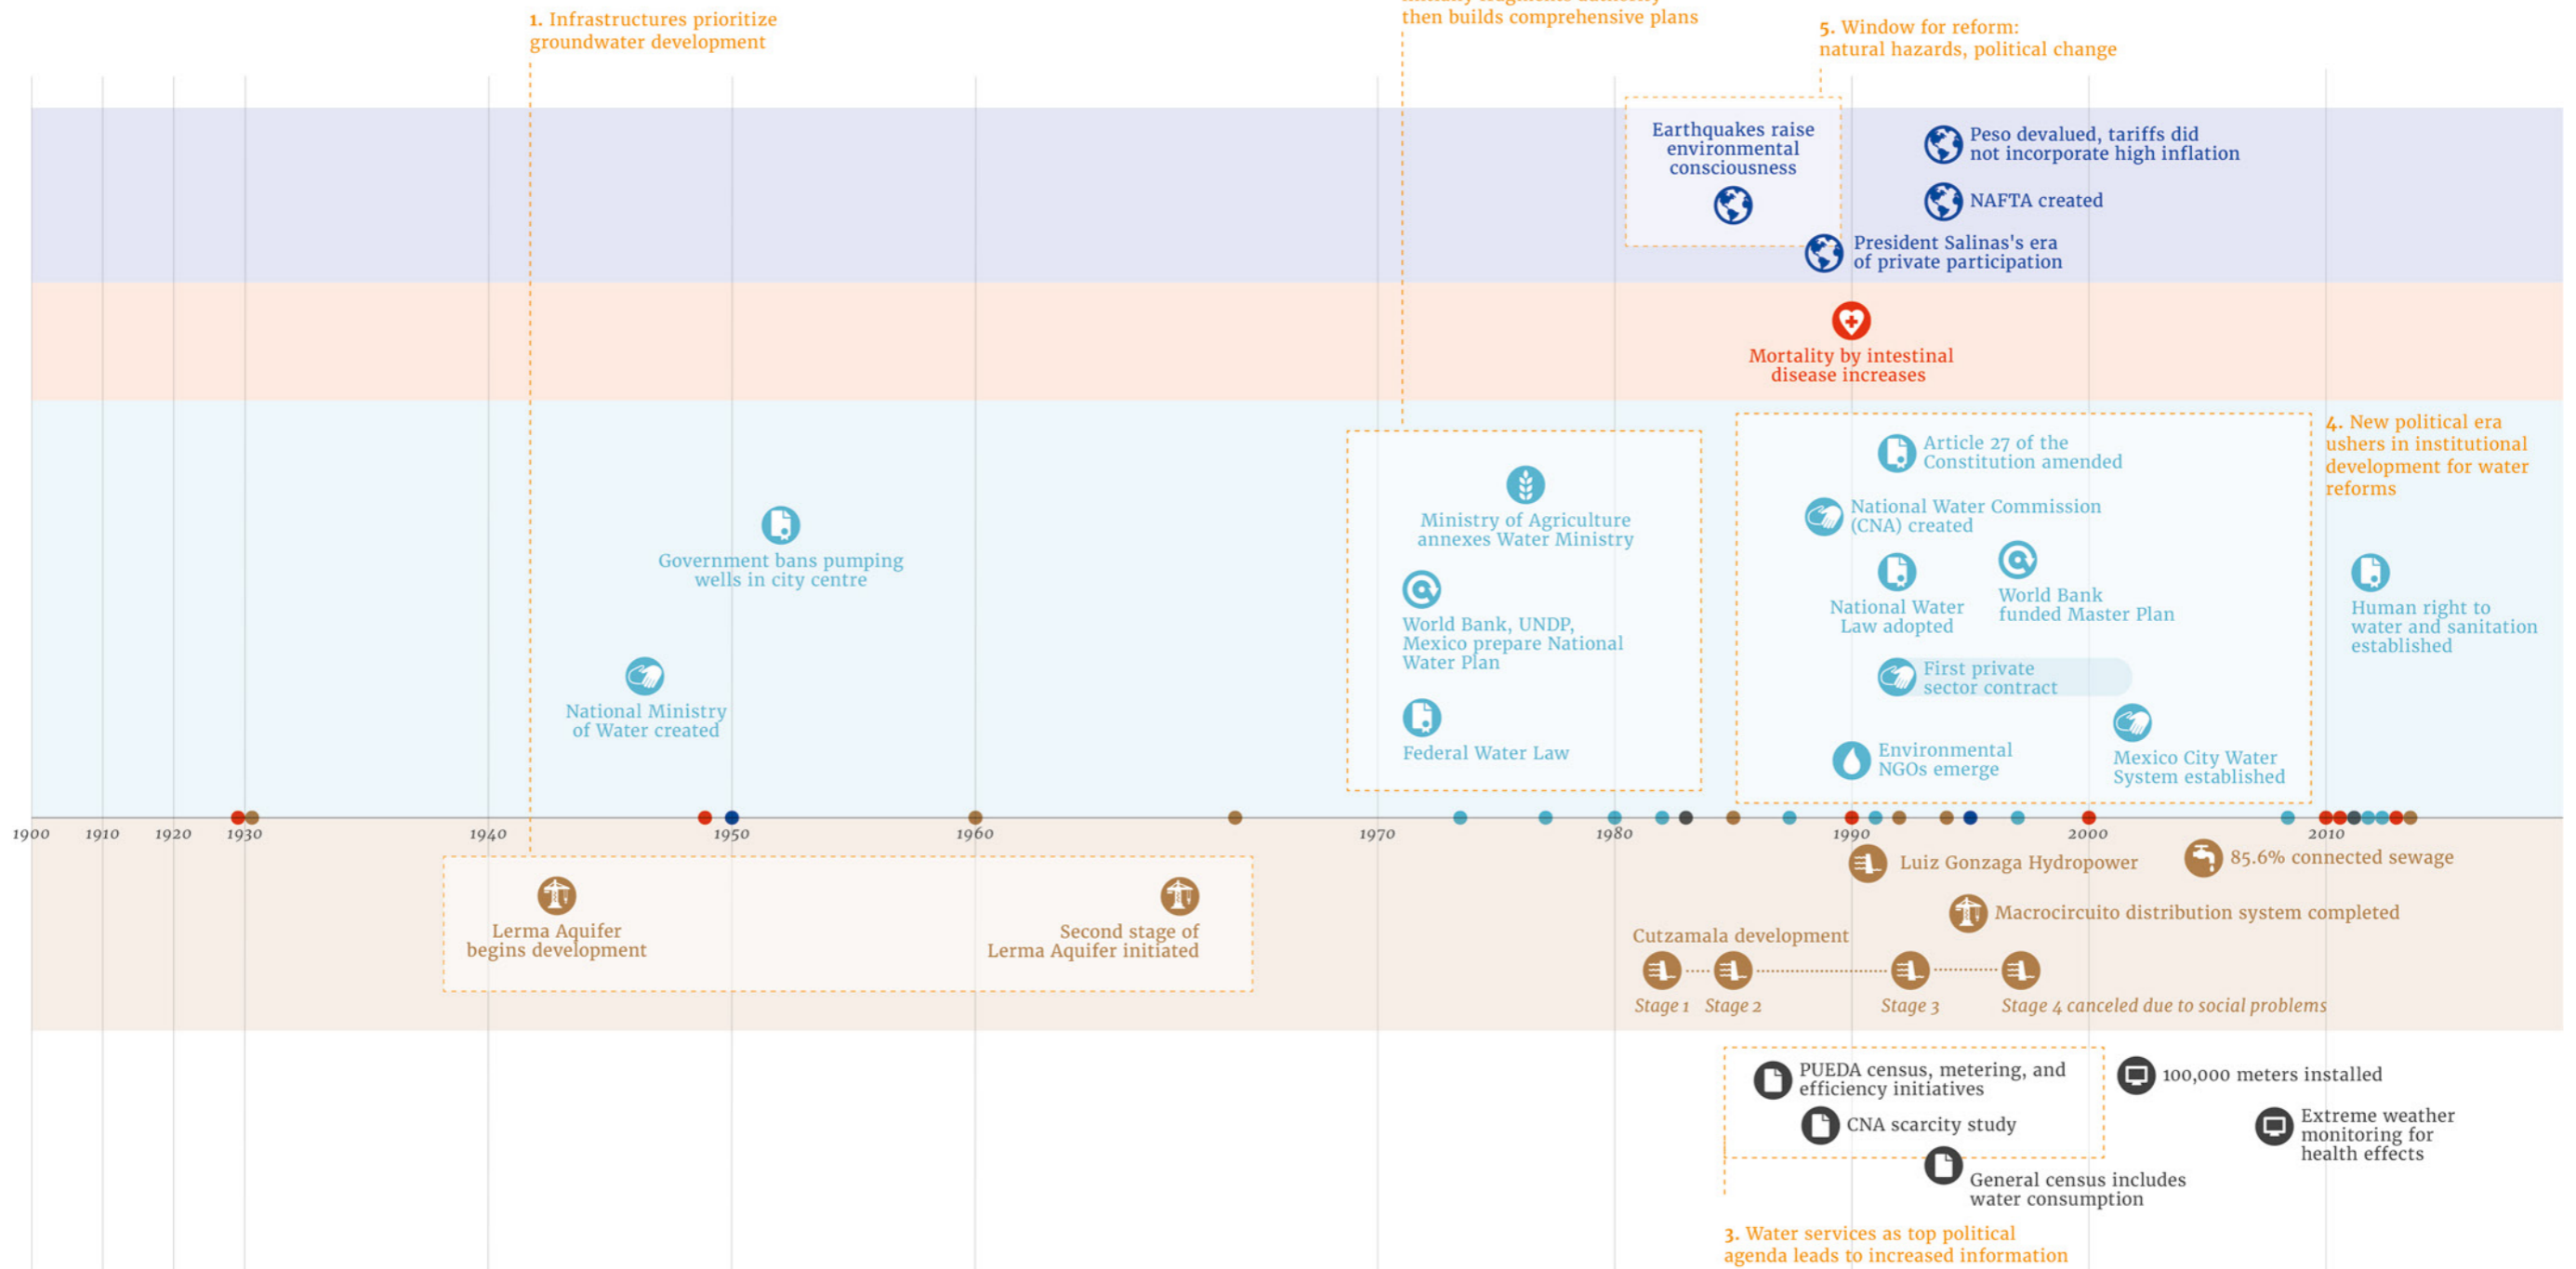 1. Infrastructures prioritize
groundwater development
then builds comprehensive plans
5. Window for reform:
natural hazards, political change
Earthquakes raise
environmental
consciousness
Peso devalued, tariffs did
not incorporate high inflation
NAFTA created
President Salinas's era
of private participation
Mortality by intestinal
disease increases
4. New political era
ushers in institutional
development for water
reforms
Article 27 of the
Constitution amended
National Water Commission
(CNA) created
Ministry of Agriculture
annexes Water Ministry
Government bans pumping
wells in city centre
World Bank, UNDP,
Mexico prepare National
Water Plan
National Water
Law adopted
World Bank
funded Master Plan
Human right to
water and sanitation
established
First private
sector contract
National Ministry
of Water created
Federal Water Law
Environmental
NGOs emerge
Mexico City Water
System established
1900 1910 1920 1930 1940 1950 1960 1970 1980 1990 2000 2010
Luiz Gonzaga Hydropower
85.6% connected sewage
Macrocircuito distribution system completed
Lerma Aquifer
begins development
Second stage of
Lerma Aquifer initiated
Cutzamala development
Stage 1 Stage 2 Stage 3 Stage 4 canceled due to social problems
PUEDA census, metering, and
efficiency initiatives
100,000 meters installed
CNA scarcity study
Extreme weather
monitoring for
health effects
General census includes
water consumption
3. Water services as top political
agenda leads to increased information